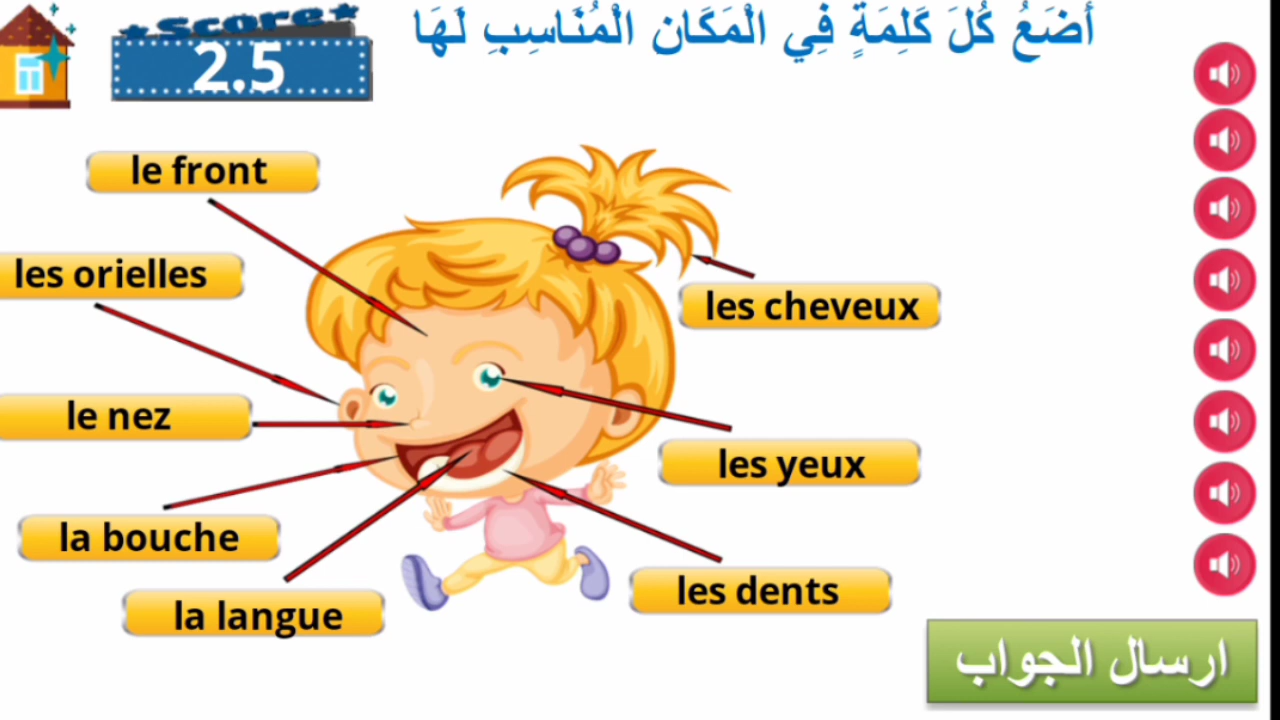 Score
2.5
أَضَعُ كُلَ كَلِمَةٍ فِي الْمَكَان الْمُنَاسِبِ لَهَا
le front
les orielles
les cheveux
le nez
les yeux
la bouche
les dents
la langue
ارسال الجواب